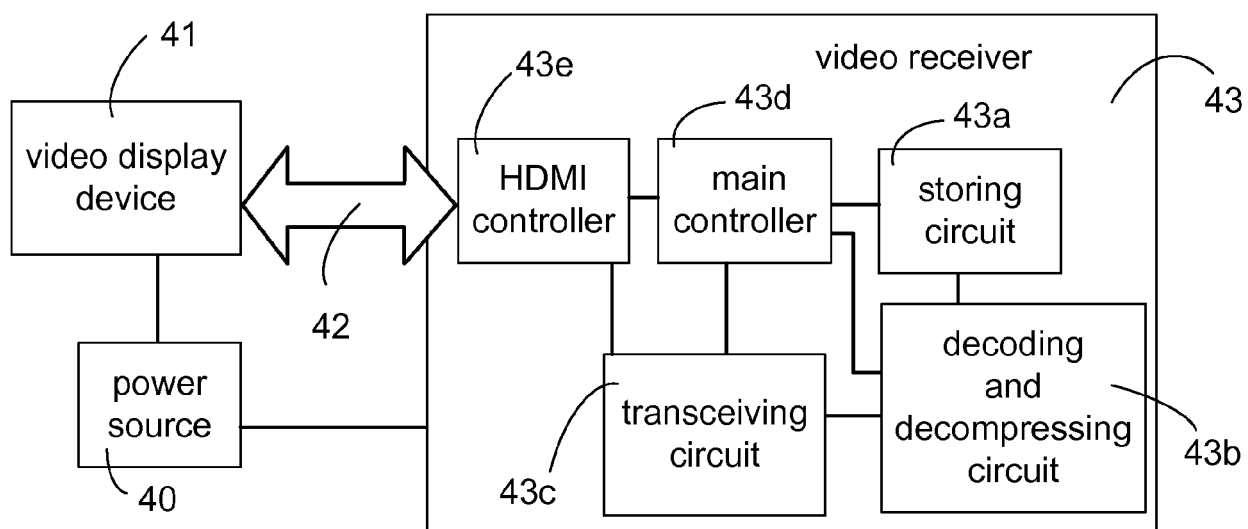 41
video display
device
42
power
source
40
video receiver
43
43e
HDMI
controller
43d
main
controller
43a
storing
circuit
transceiving
circuit
43c
decoding
and
decompressing
circuit
43b